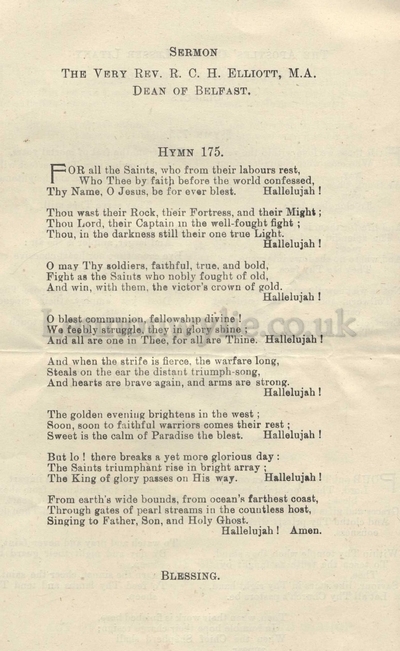 SERMON
THE VERY REV. R. C. H. ELLIOTT, M.A.
DEAN OF BELFAST.
HYMN 175.
FOR all the Saints, who from their labours rest,
Who Thee by faith before the world confessed,
Thy Name, O Jesus, be for ever blest. Hallelujah !
Thou wast their Rock, their Fortress, and their Might ;
Thou Lord, their Captain in the well-fought fight ;
Thou, in the darkness still their one true Light.
Hallelujah !
O may Thy soldiers, faithful, true, and bold,
Fight as the Saints who nobly fought of old,
And win, with them, the victor's crown of gold.
Hallelujah !
O blest communion, fellowship divine !
We feebly struggle, they in glory shine ;
And all are one in Thee, for all are Thine. Hallelujah !
And when the strife is fierce, the warfare long,
Steals on the ear the distant triumph-song,
And hearts are brave again, and arms are strong.
Hallelujah !
The golden evening brightens in the west ;
Soon, soon to faithful warriors comes their rest ;
Sweet is the calm of Paradise the blest. Hallelujah !
But lo ! there breaks a yet more glorious day :
The Saints triumphant rise in bright array ;
The King of glory passes on His way. Hallelujah !
From earth's wide bounds, from ocean's farthest coast,
Through gates of pearl streams in the countless host,
Singing to Father, Son, and Holy Ghost.
Hallelujah ! Amen.
BLESSING.